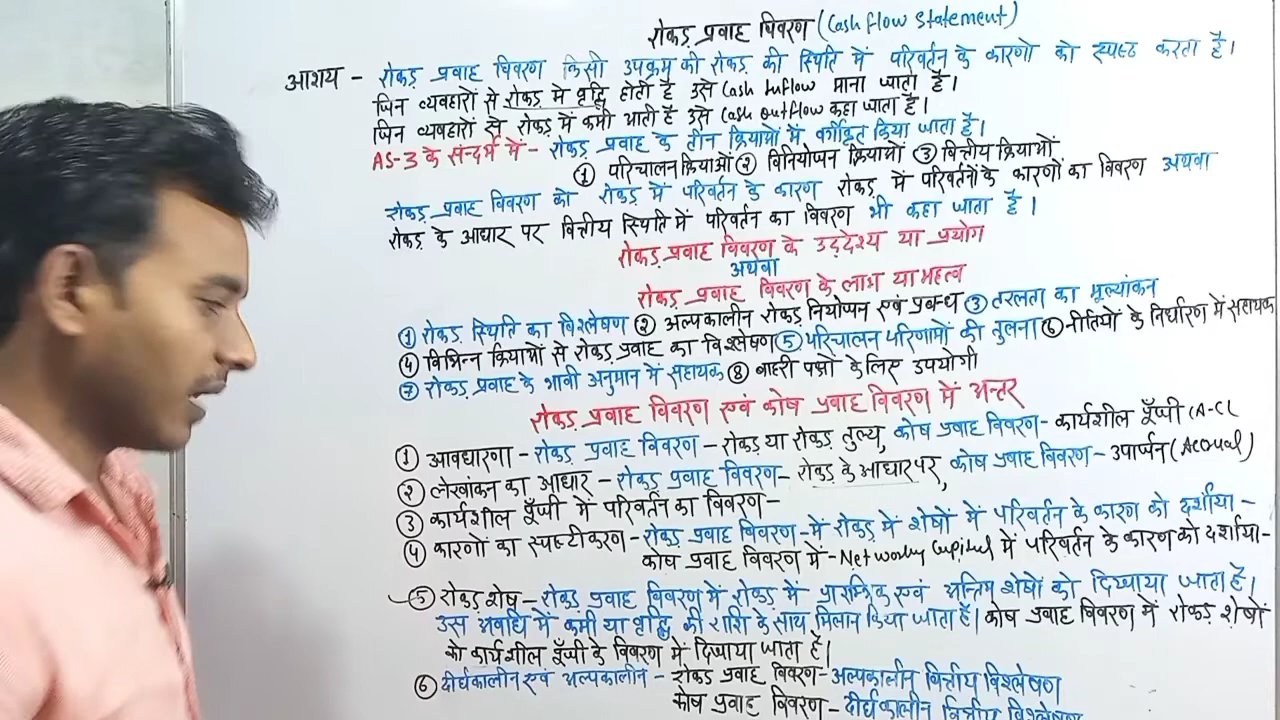 रोकड़ प्रवाह विवरण (Cash flow Statement)
आशय - रोकड़ प्रवाह विवरण किसी उपक्रम की रोकड़ की स्थिति में परिवर्तन के कारणो को स्पष्ट करता है।
जिन व्यवहारों से रोकड़ में वृद्धि होती है उसे Cash Inflow माना जाता है।
जिन व्यवहारों से रोकड़ में कमी आती है उसे Cash Outflow कहा जाता है।
AS-3 के संदर्भ में - रोकड़ प्रवाह के तीन क्रियाओं में वर्गीकृत किया जाता है।
① परिचालन क्रियाओं ② विनियोजन क्रियाओं ③ वित्तीय क्रियाओं
रोकड़ प्रवाह विवरण को रोकड़ में परिवर्तन के कारण रोकड़ में परिवर्तनों के कारणों का विवरण अथवा
रोकड़ के आधार पर वित्तीय स्थिति में परिवर्तन का विवरण भी कहा जाता है।
रोकड़ प्रवाह विवरण के उद्देश्य या प्रयोग
अथवा
रोकड़ प्रवाह विवरण के लाभ या महत्व
① रोकड़ स्थिति का विश्लेषण ② अल्पकालीन रोकड़ नियोजन एवं प्रबन्ध ③ तरलता का मूल्यांकन
④ विभिन्न क्रियाओं से रोकड़ प्रवाह का विश्लेषण ⑤ परिचालन परिणामों की तुलना ⑥ नीतियों के निर्धारण में सहायक
⑦ रोकड़ प्रवाह के भावी अनुमान में सहायक ⑧ बाहरी पक्षों के लिए उपयोगी
रोकड़ प्रवाह विवरण एवं कोष प्रवाह विवरण में अन्तर
① अवधारणा - रोकड़ प्रवाह विवरण - रोकड़ या रोकड़ तुल्य, कोष प्रवाह विवरण - कार्यशील पूँजी (A-CL
② लेखांकन का आधार - रोकड़ प्रवाह विवरण - रोकड़ के आधार पर, कोष प्रवाह विवरण - उपार्जन (Accrual)
③ कार्यशील पूँजी में परिवर्तन का विवरण -
④ कारणों का स्पष्टीकरण - रोकड़ प्रवाह विवरण - में रोकड़ में शेषों में परिवर्तन के कारण को दर्शाया -
कोष प्रवाह विवरण में - Net Working Capital में परिवर्तन के कारण को दर्शाया -
⑤ रोकड़ शेष - रोकड़ प्रवाह विवरण में रोकड़ में प्रारम्भिक एवं अन्तिम शेषों को दिखाया जाता है।
उस अवधि में कमी या वृद्धि की राशि के साथ मिलान किया जाता है। कोष प्रवाह विवरण में रोकड़ शेषों
को कार्यशील पूँजी के विवरण में दिखाया जाता है।
⑥ दीर्घकालीन एवं अल्पकालीन - रोकड़ प्रवाह विवरण - अल्पकालीन वित्तीय विश्लेषण
कोष प्रवाह विवरण - दीर्घकालीन वित्तीय विश्लेषण